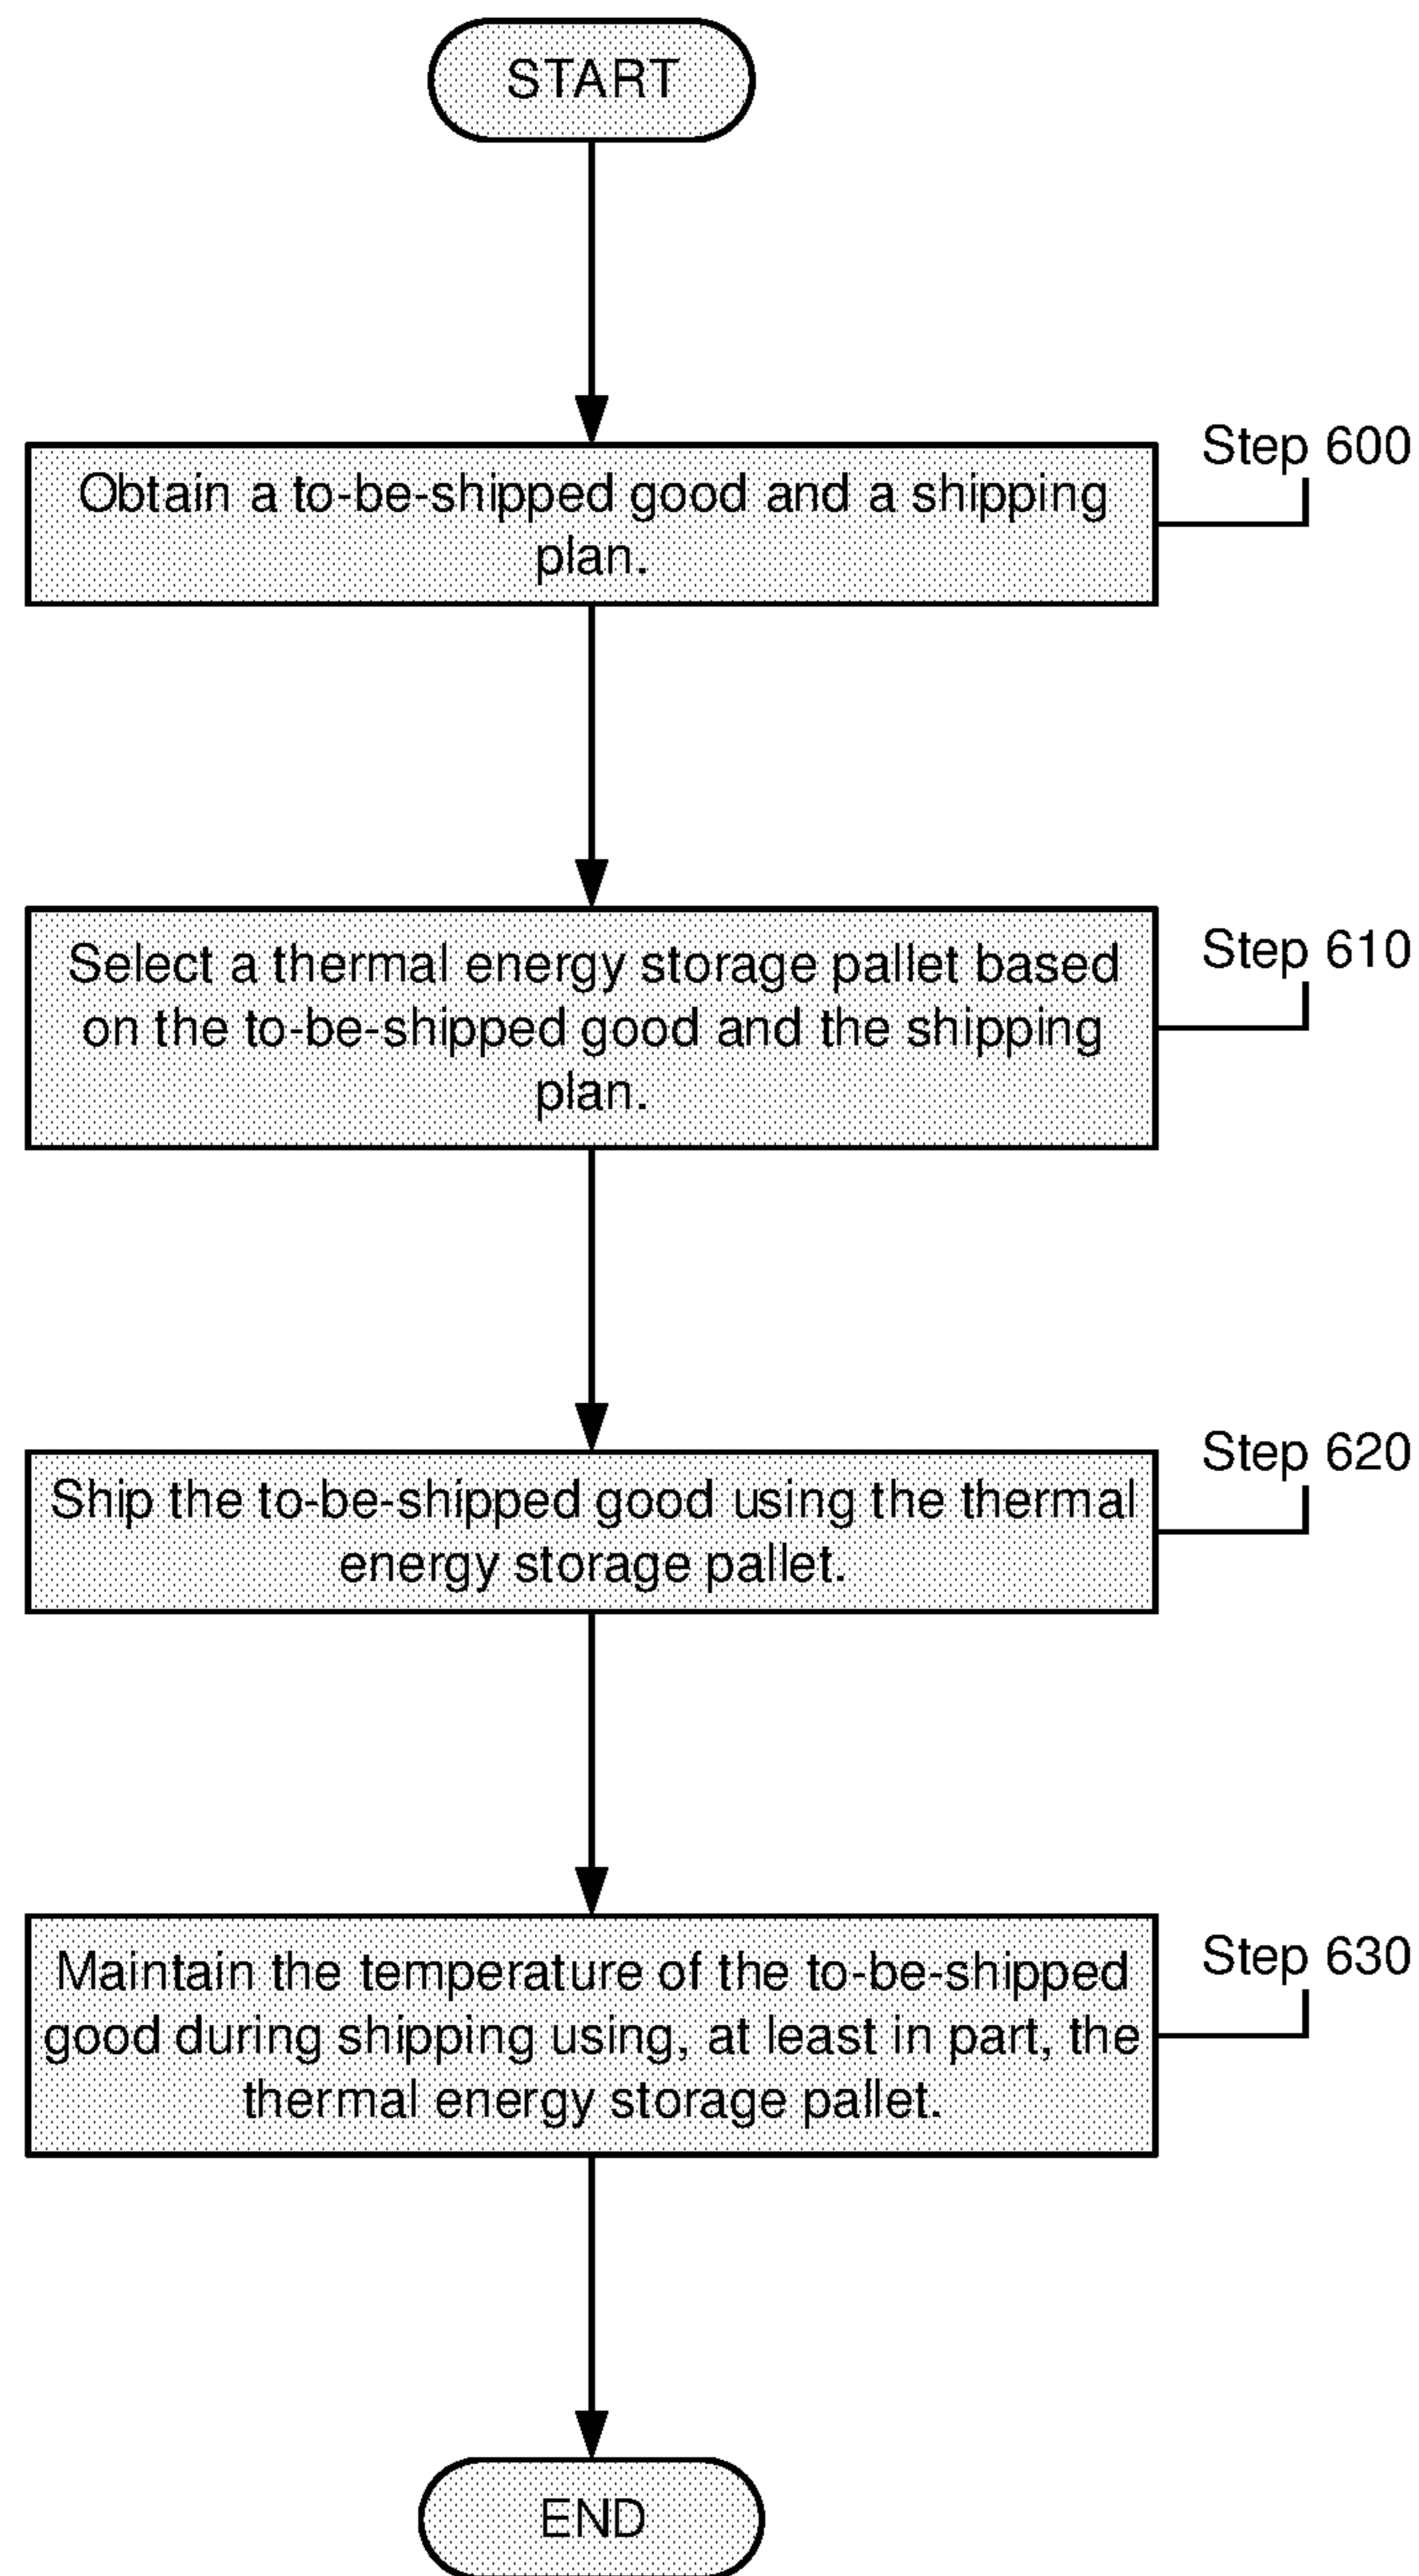 START
Step 600
Obtain a to-be-shipped good and a shipping
plan.
Step 610
Select a thermal energy storage pallet based
on the to-be-shipped good and the shipping
plan.
Step 620
Ship the to-be-shipped good using the thermal
energy storage pallet.
Step 630
Maintain the temperature of the to-be-shipped
good during shipping using, at least in part, the
thermal energy storage pallet.
END